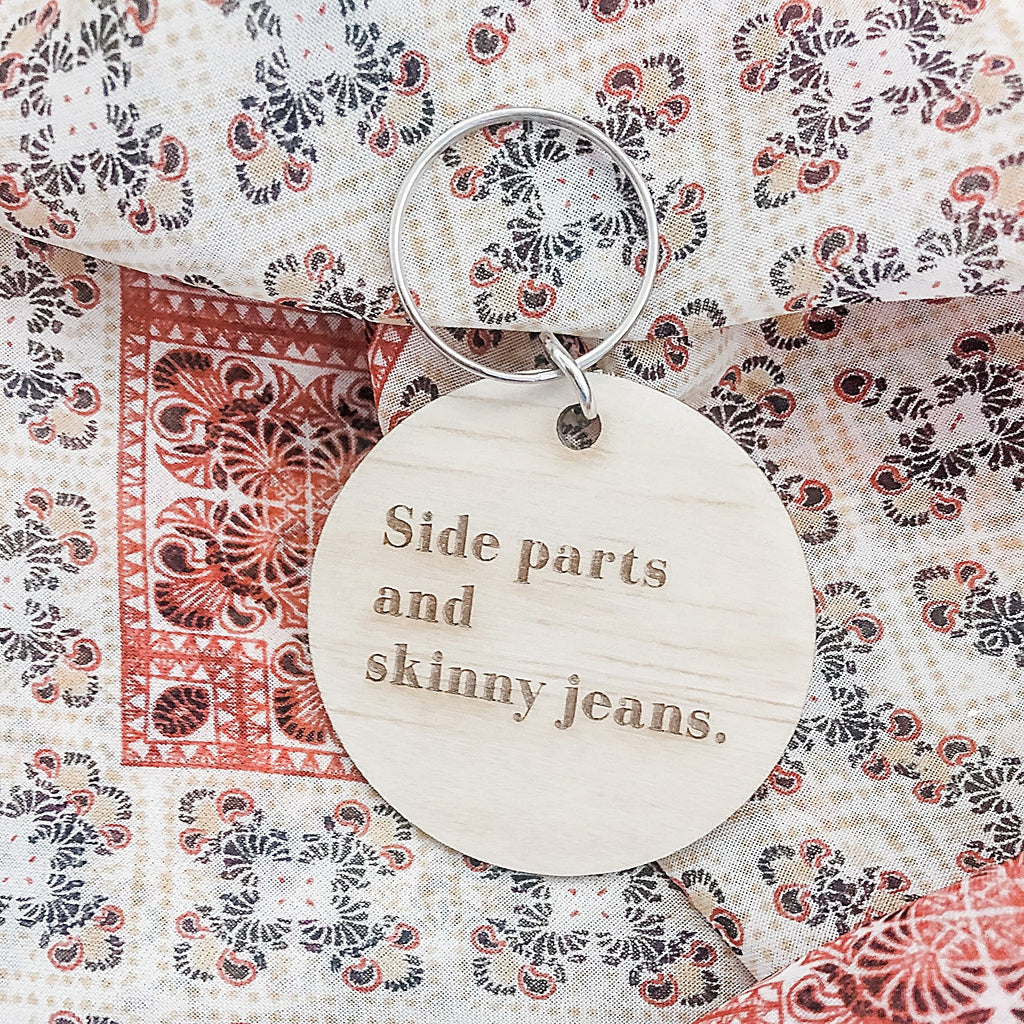 Side parts
and
skinny jeans.